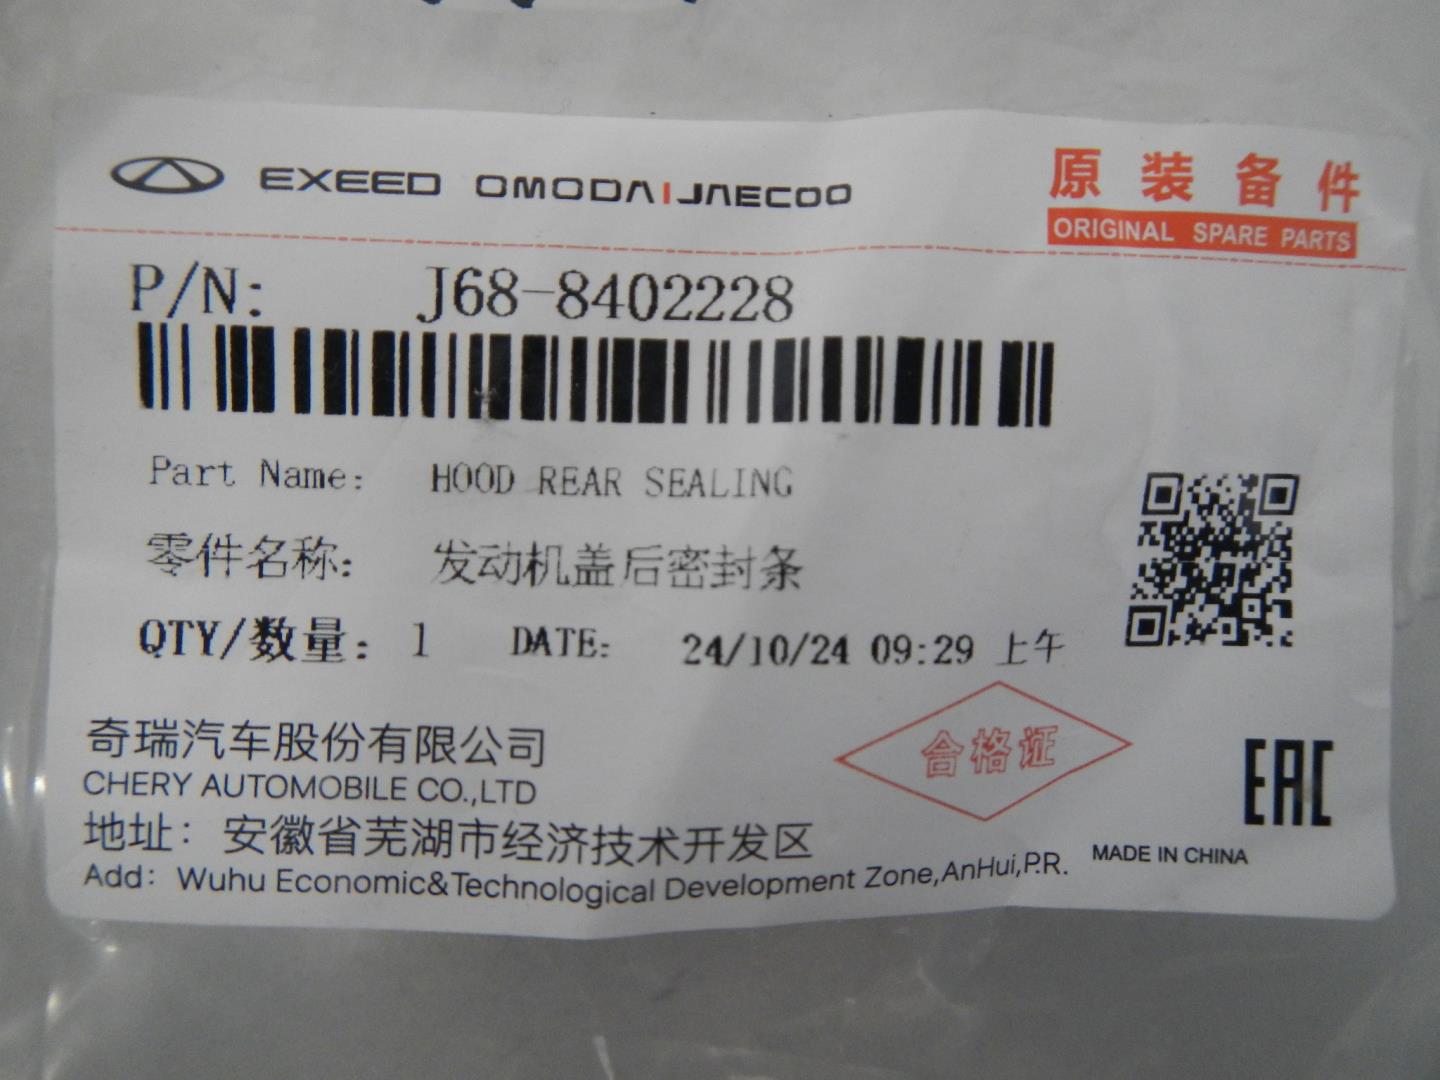 EXEED OMODA|JAECOO
原装备件
ORIGINAL SPARE PARTS
P/N: J68-8402228
Part Name: HOOD REAR SEALING
零件名称: 发动机盖后密封条
QTY/数量: 1 DATE: 24/10/24 09:29 上午
奇瑞汽车股份有限公司
CHERY AUTOMOBILE CO.,LTD
合格证
EAC
地址: 安徽省芜湖市经济技术开发区
Add: Wuhu Economic&Technological Development Zone,AnHui,P.R.
MADE IN CHINA